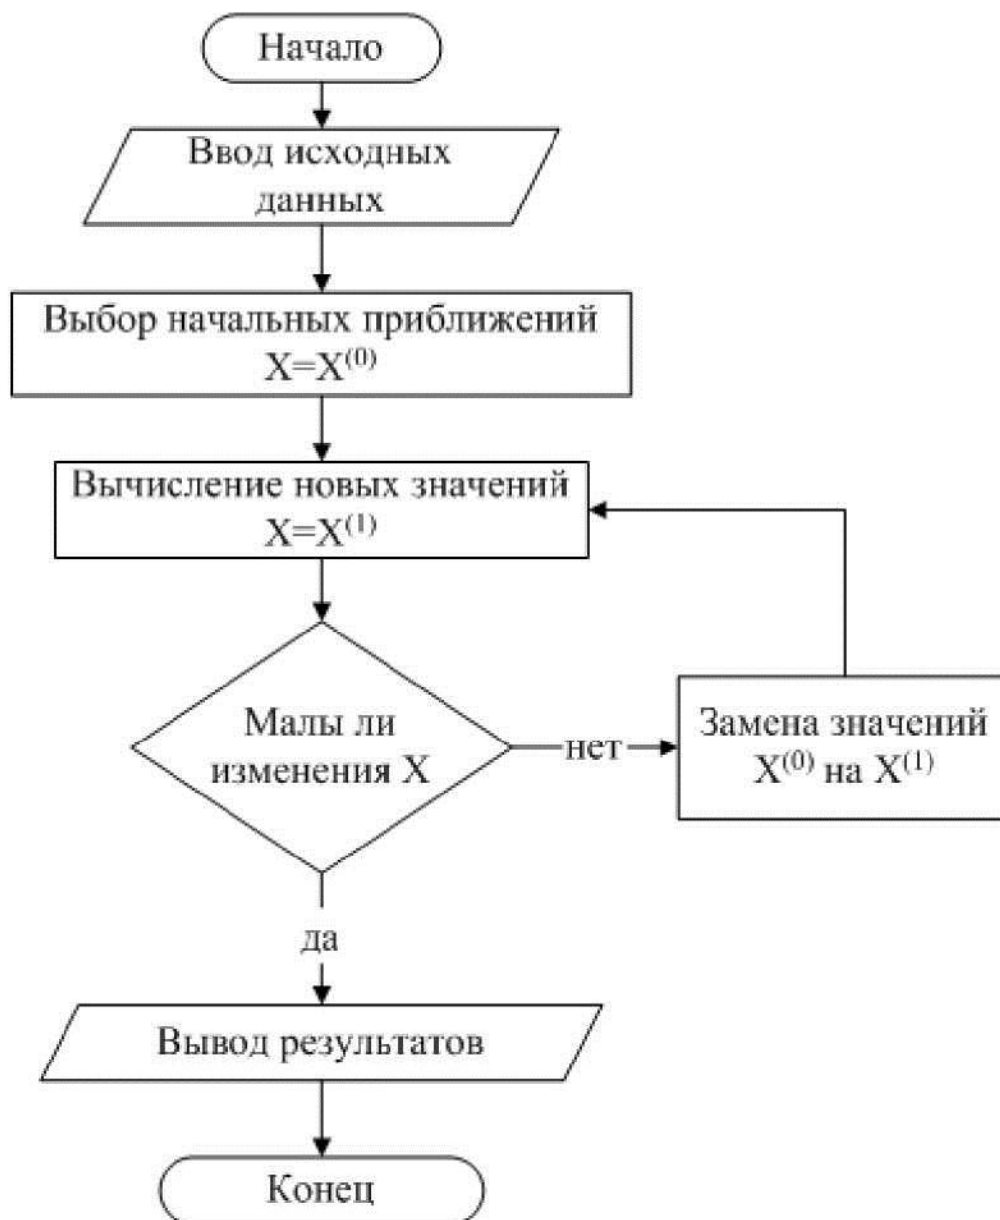 Начало
Ввод исходных
данных
Выбор начальных приближений
X=X⁽⁰⁾
Вычисление новых значений
X=X⁽¹⁾
Малы ли
изменения X
нет
Замена значений
X⁽⁰⁾ на X⁽¹⁾
да
Вывод результатов
Конец